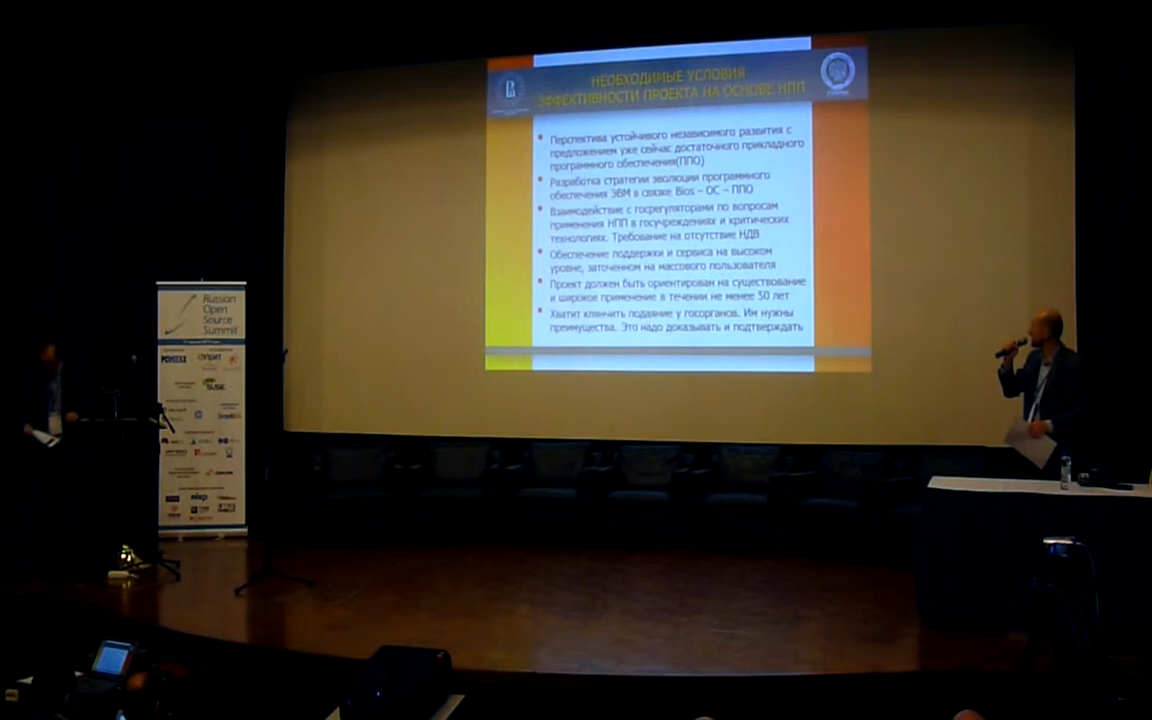 НЕОБХОДИМЫЕ УСЛОВИЯ
ЭФФЕКТИВНОСТИ ПРОЕКТА НА ОСНОВЕ НПП
Перспектива устойчивого независимого развития с
предложением уже сейчас достаточного прикладного
программного обеспечения(ППО)
Разработка стратегии эволюции программного
обеспечения ЭВМ в связке Bios – ОС – ППО
Взаимодействие с госрегуляторами по вопросам
применения НПП в госучреждениях и критических
технологиях. Требование на отсутствие НДВ
Обеспечение поддержки и сервиса на высоком
уровне, заточенном на массового пользователя
Проект должен быть ориентирован на существование
и широкое применение в течении не менее 50 лет
Хватит клянчить подаяние у госорганов. Им нужны
преимущества. Это надо доказывать и подтверждать
Russian
Open
Source
Summit
SUSE